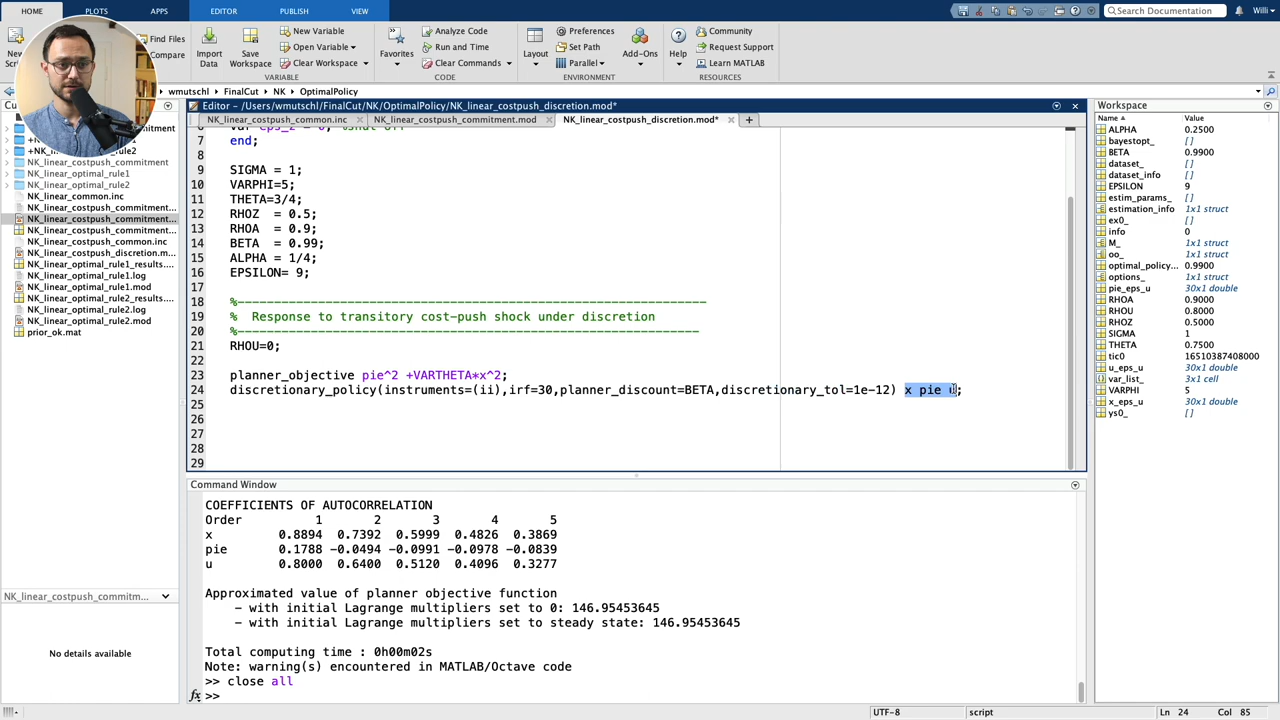 HOME PLOTS APPS EDITOR PUBLISH VIEW
Search Documentation
Willi
New
Find Files
Compare
Import
Data
Save
Workspace
New Variable
Open Variable
Clear Workspace
Favorites
Analyze Code
Run and Time
Clear Commands
Layout
Preferences
Set Path
Parallel
Add-Ons
Help
Community
Request Support
Learn MATLAB
VARIABLE CODE ENVIRONMENT RESOURCES
wmutschl FinalCut NK OptimalPolicy
Editor - /Users/wmutschl/FinalCut/NK/OptimalPolicy/NK_linear_costpush_discretion.mod*
NK_linear_costpush_common.inc NK_linear_costpush_commitment.mod NK_linear_costpush_discretion.mod* +
NK_linear_costpush_commitment
NK_linear_optimal_rule1
NK_linear_optimal_rule2
NK_linear_common.inc
NK_linear_costpush_commitment...
NK_linear_costpush_commitment...
NK_linear_costpush_commitment...
NK_linear_costpush_common.inc
NK_linear_costpush_discretion.m...
NK_linear_optimal_rule1_results....
NK_linear_optimal_rule1.log
NK_linear_optimal_rule1.mod
NK_linear_optimal_rule2_results....
NK_linear_optimal_rule2.log
NK_linear_optimal_rule2.mod
prior_ok.mat
NK_linear_costpush_commitm...
No details available
7 end;
8
9 SIGMA = 1;
10 VARPHI=5;
11 THETA=3/4;
12 RHOZ = 0.5;
13 RHOA = 0.9;
14 BETA = 0.99;
15 ALPHA = 1/4;
16 EPSILON= 9;
17
18 %----------------------------------------------------------------
19 % Response to transitory cost-push shock under discretion
20 %---------------------------------------------------------------
21 RHOU=0;
22
23 planner_objective pie^2 +VARTHETA*x^2;
24 discretionary_policy(instruments=(ii),irf=30,planner_discount=BETA,discretionary_tol=1e-12) x pie u;
25
26
27
28
29
Command Window
COEFFICIENTS OF AUTOCORRELATION
Order 1 2 3 4 5
x 0.8894 0.7392 0.5999 0.4826 0.3869
pie 0.1788 -0.0494 -0.0991 -0.0978 -0.0839
u 0.8000 0.6400 0.5120 0.4096 0.3277
Approximated value of planner objective function
- with initial Lagrange multipliers set to 0: 146.95453645
- with initial Lagrange multipliers set to steady state: 146.95453645
Total computing time : 0h00m02s
Note: warning(s) encountered in MATLAB/Octave code
>> close all
fx >>
Workspace
Name Value
ALPHA 0.2500
bayestopt_ []
BETA 0.9900
dataset_ []
dataset_info []
EPSILON 9
estim_params_ []
estimation_info 1x1 struct
ex0_ []
info 0
M_ 1x1 struct
oo_ 1x1 struct
optimal_policy... 0.9900
options_ 1x1 struct
pie_eps_u 30x1 double
RHOA 0.9000
RHOU 0.8000
RHOZ 0.5000
SIGMA 1
THETA 0.7500
tic0 16510387408000
u_eps_u 30x1 double
var_list_ 3x1 cell
VARPHI 5
x_eps_u 30x1 double
ys0_ []
UTF-8 script Ln 24 Col 85